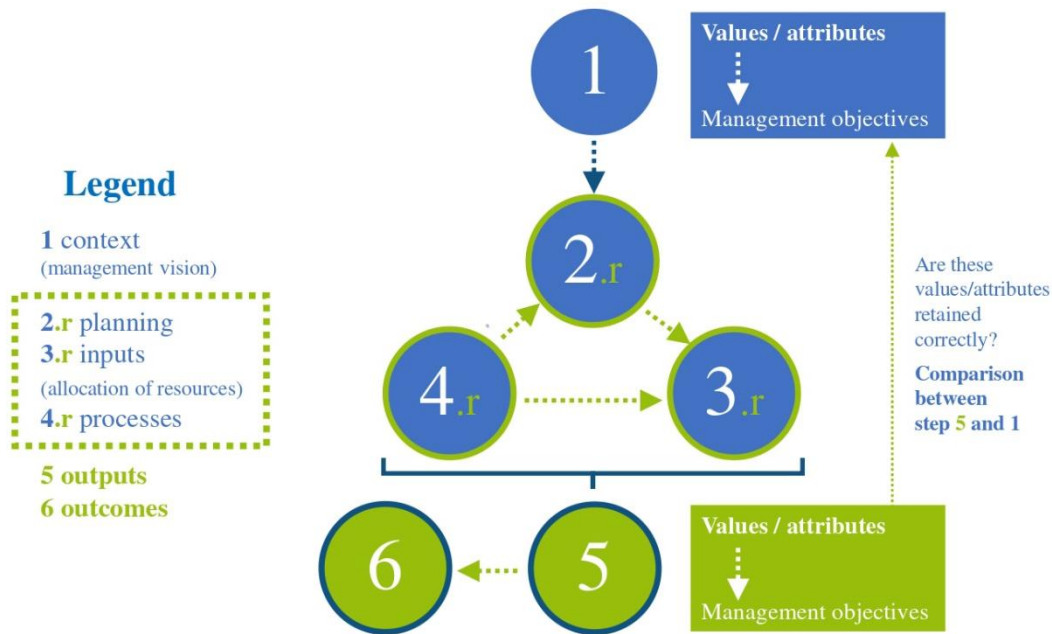 1
Values / attributes
Management objectives
Legend
1 context
(management vision)
2.r planning
3.r inputs
(allocation of resources)
4.r processes
5 outputs
6 outcomes
2.r
4.r
3.r
Are these
values/attributes
retained
correctly?
Comparison
between
step 5 and 1
6
5
Values / attributes
Management objectives